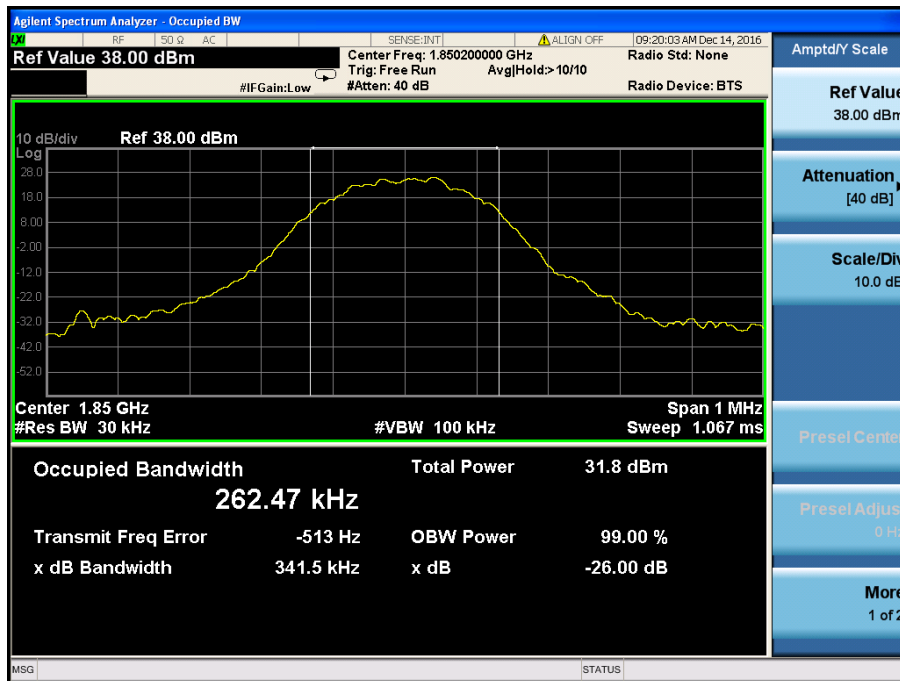 Agilent Spectrum Analyzer - Occupied BW
LXI RF 50 Ω AC SENSE:INT ALIGN OFF 09:20:03 AM Dec 14, 2016
Ref Value 38.00 dBm Center Freq: 1.850200000 GHz Radio Std: None
Trig: Free Run Avg|Hold:>10/10
#IFGain:Low #Atten: 40 dB Radio Device: BTS
10 dB/div Ref 38.00 dBm
Log
28.0
18.0
8.00
-2.00
-12.0
-22.0
-32.0
-42.0
-52.0
Center 1.85 GHz Span 1 MHz
#Res BW 30 kHz #VBW 100 kHz Sweep 1.067 ms
Occupied Bandwidth Total Power 31.8 dBm
262.47 kHz
Transmit Freq Error -513 Hz OBW Power 99.00 %
x dB Bandwidth 341.5 kHz x dB -26.00 dB
MSG STATUS
Amptd/Y Scale
Ref Value
38.00 dBm
Attenuation
[40 dB]
Scale/Div
10.0 dB
Presel Center
Presel Adjus
0 Hz
More
1 of 2